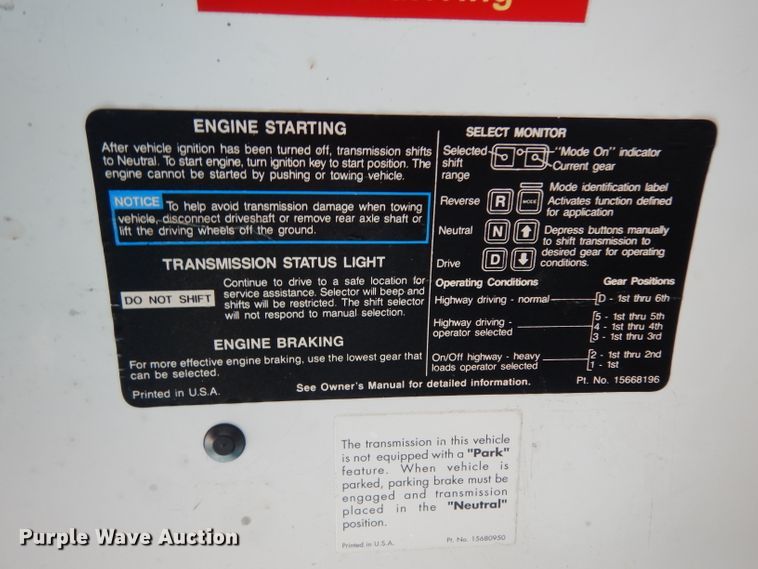 ENGINE STARTING
After vehicle ignition has been turned off, transmission shifts
to Neutral. To start engine, turn ignition key to start position. The
engine cannot be started by pushing or towing vehicle.
NOTICE To help avoid transmission damage when towing
vehicle, disconnect driveshaft or remove rear axle shaft or
lift the driving wheels off the ground.
TRANSMISSION STATUS LIGHT
DO NOT SHIFT
Continue to drive to a safe location for
service assistance. Selector will beep and
shifts will be restricted. The shift selector
will not respond to manual selection.
ENGINE BRAKING
For more effective engine braking, use the lowest gear that
can be selected.
Printed in U.S.A.
SELECT MONITOR
Selected
shift
range
"Mode On" indicator
Current gear
Mode identification label
Reverse R MODE Activates function defined
for application
Neutral N Depress buttons manually
to shift transmission to
desired gear for operating
Drive D conditions.
Operating Conditions Gear Positions
Highway driving - normal D - 1st thru 6th
Highway driving -
operator selected
5 - 1st thru 5th
4 - 1st thru 4th
3 - 1st thru 3rd
On/Off highway - heavy
loads operator selected
2 - 1st thru 2nd
1 - 1st
See Owner's Manual for detailed information.
Pt. No. 15668196
The transmission in this vehicle
is not equipped with a "Park"
feature. When vehicle is
parked, parking brake must be
engaged and transmission
placed in the "Neutral"
position.
Printed in U.S.A. Pt. No. 15680950
Purple Wave Auction